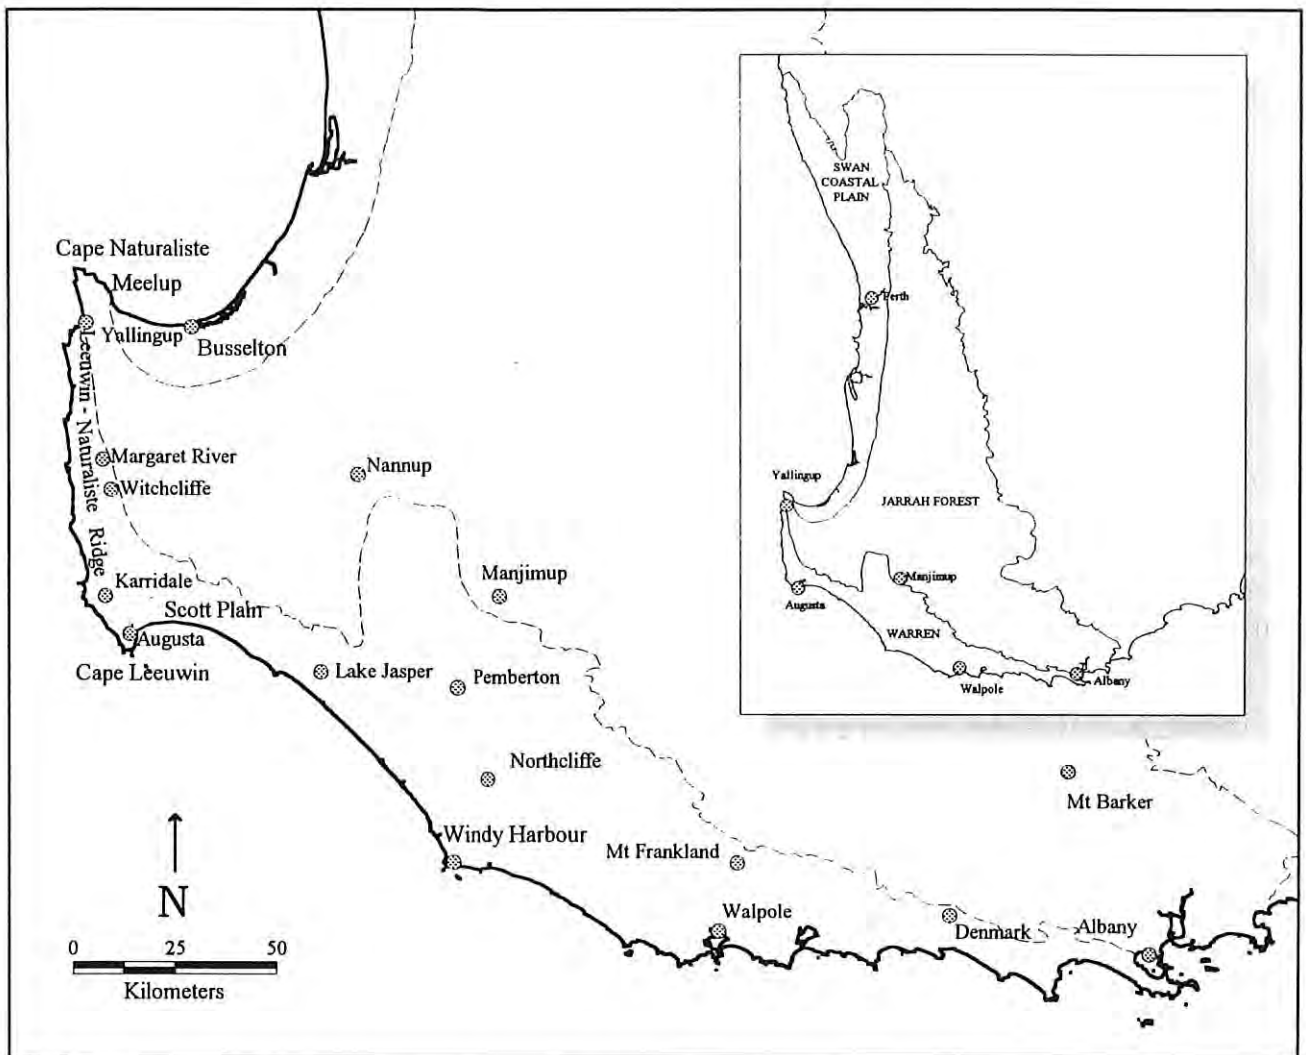 Cape Naturaliste
Meelup
Yallingup
Busselton
Leeuwin - Naturaliste Ridge
Margaret River
Witchcliffe
Nannup
Karridale
Manjimup
Scott Plain
Augusta
Cape Leeuwin
Lake Jasper
Pemberton
Northcliffe
Mt Barker
Windy Harbour
Mt Frankland
Walpole
Denmark
Albany
N
0 25 50
Kilometers
SWAN
COASTAL
PLAIN
Perth
Yallingup
JARRAH FOREST
Manjimup
Augusta
WARREN
Walpole
Albany